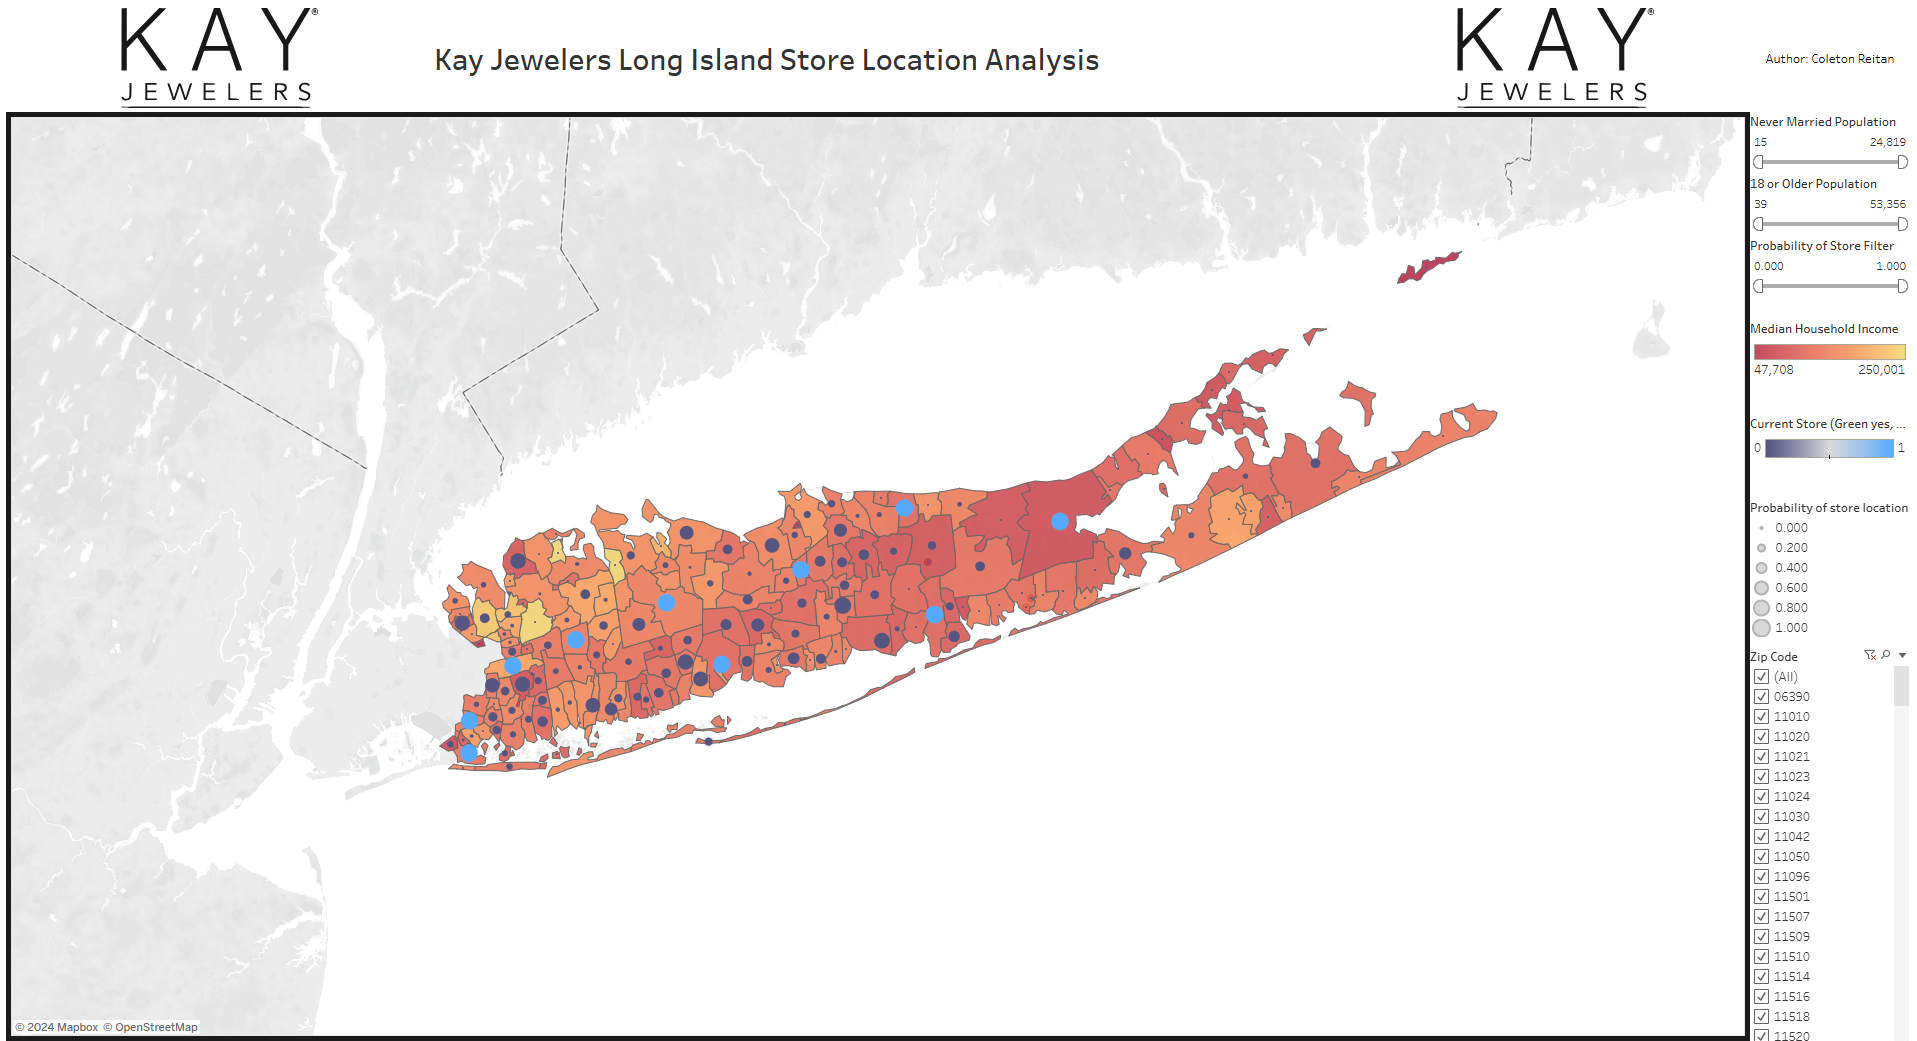 KAY®
JEWELERS
Kay Jewelers Long Island Store Location Analysis
KAY®
JEWELERS
Author: Coleton Reitan
Never Married Population
15 24,819
18 or Older Population
39 53,356
Probability of Store Filter
0.000 1.000
Median Household Income
47,708 250,001
Current Store (Green yes, ...
0 1
Probability of store location
0.000
0.200
0.400
0.600
0.800
1.000
Zip Code
(All)
06390
11010
11020
11021
11023
11024
11030
11042
11050
11096
11501
11507
11509
11510
11514
11516
11518
11520
© 2024 Mapbox © OpenStreetMap